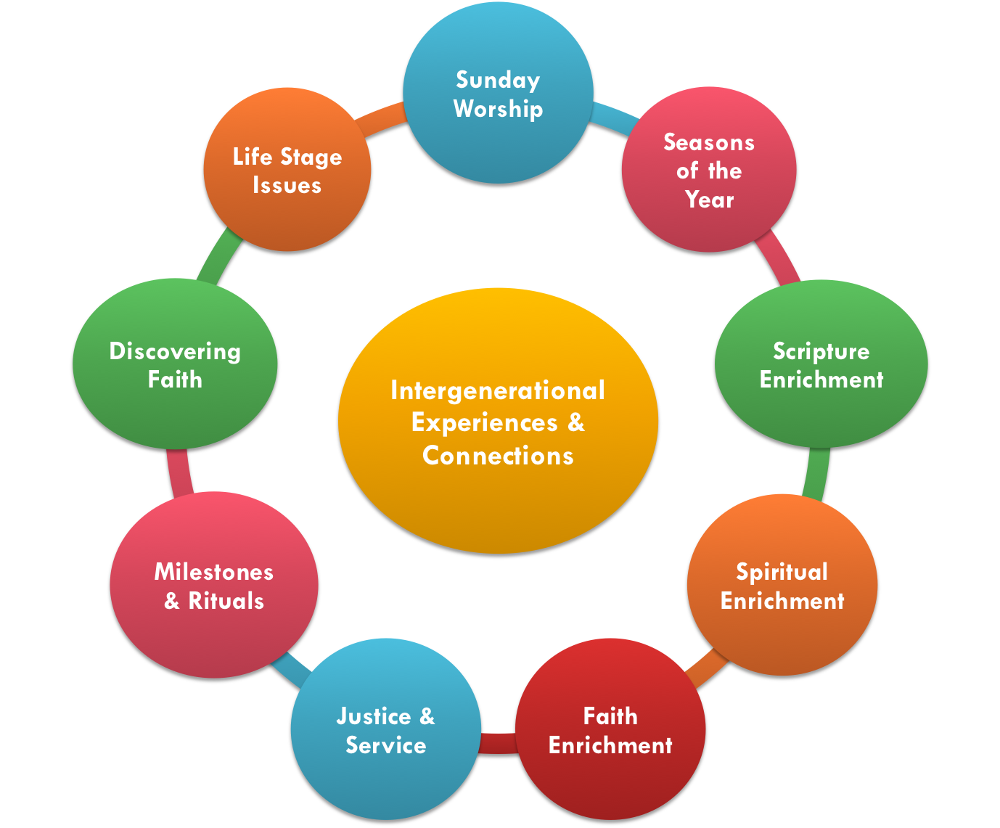 Sunday
Worship
Seasons
of the
Year
Scripture
Enrichment
Spiritual
Enrichment
Faith
Enrichment
Justice &
Service
Milestones
& Rituals
Discovering
Faith
Life Stage
Issues
Intergenerational
Experiences &
Connections